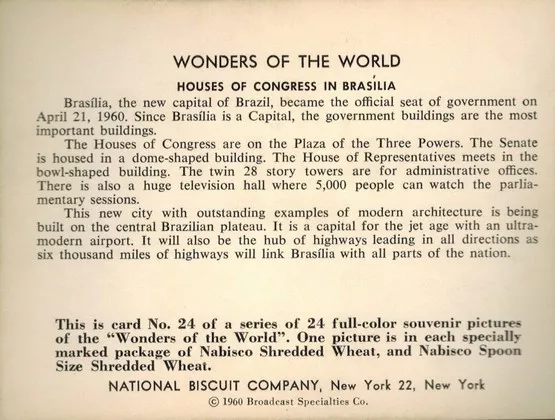 WONDERS OF THE WORLD
HOUSES OF CONGRESS IN BRASÍLIA
Brasília, the new capital of Brazil, became the official seat of government on
April 21, 1960. Since Brasília is a Capital, the government buildings are the most
important buildings.
The Houses of Congress are on the Plaza of the Three Powers. The Senate
is housed in a dome-shaped building. The House of Representatives meets in the
bowl-shaped building. The twin 28 story towers are for administrative offices.
There is also a huge television hall where 5,000 people can watch the parlia-
mentary sessions.
This new city with outstanding examples of modern architecture is being
built on the central Brazilian plateau. It is a capital for the jet age with an ultra-
modern airport. It will also be the hub of highways leading in all directions as
six thousand miles of highways will link Brasília with all parts of the nation.
This is card No. 24 of a series of 24 full-color souvenir pictures
of the “Wonders of the World”. One picture is in each specially
marked package of Nabisco Shredded Wheat, and Nabisco Spoon
Size Shredded Wheat.
NATIONAL BISCUIT COMPANY, New York 22, New York
© 1960 Broadcast Specialties Co.